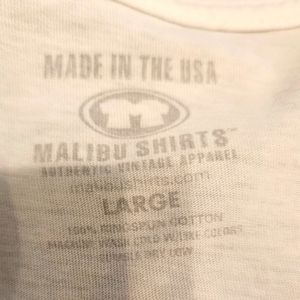 MADE IN THE USA
M
MALIBU SHIRTS™
AUTHENTIC VINTAGE APPAREL
malibushirts.com
LARGE
100% RINGSPUN COTTON
MACHINE WASH COLD W/LIKE COLORS
TUMBLE DRY LOW